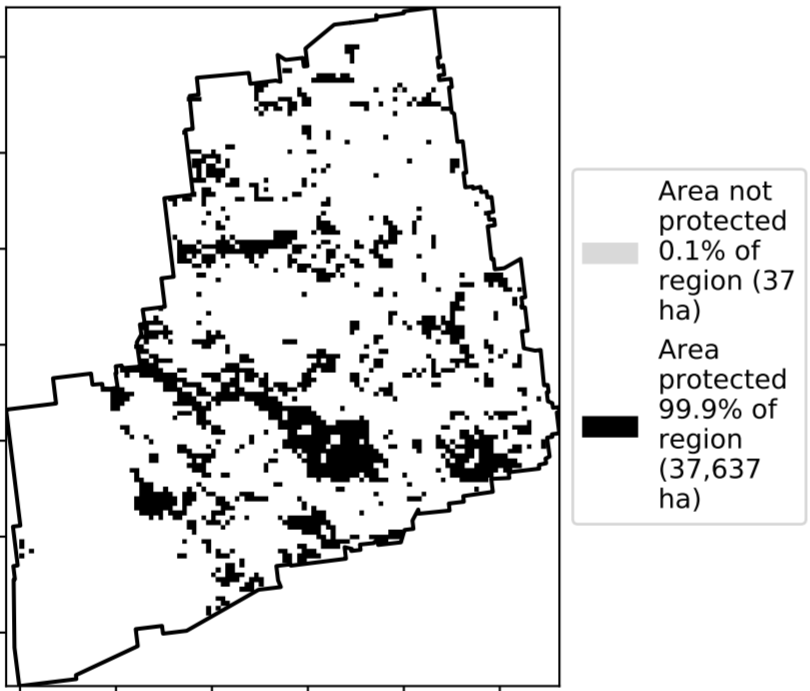 Area not
protected
0.1% of
region (37
ha)
Area
protected
99.9% of
region
(37,637
ha)